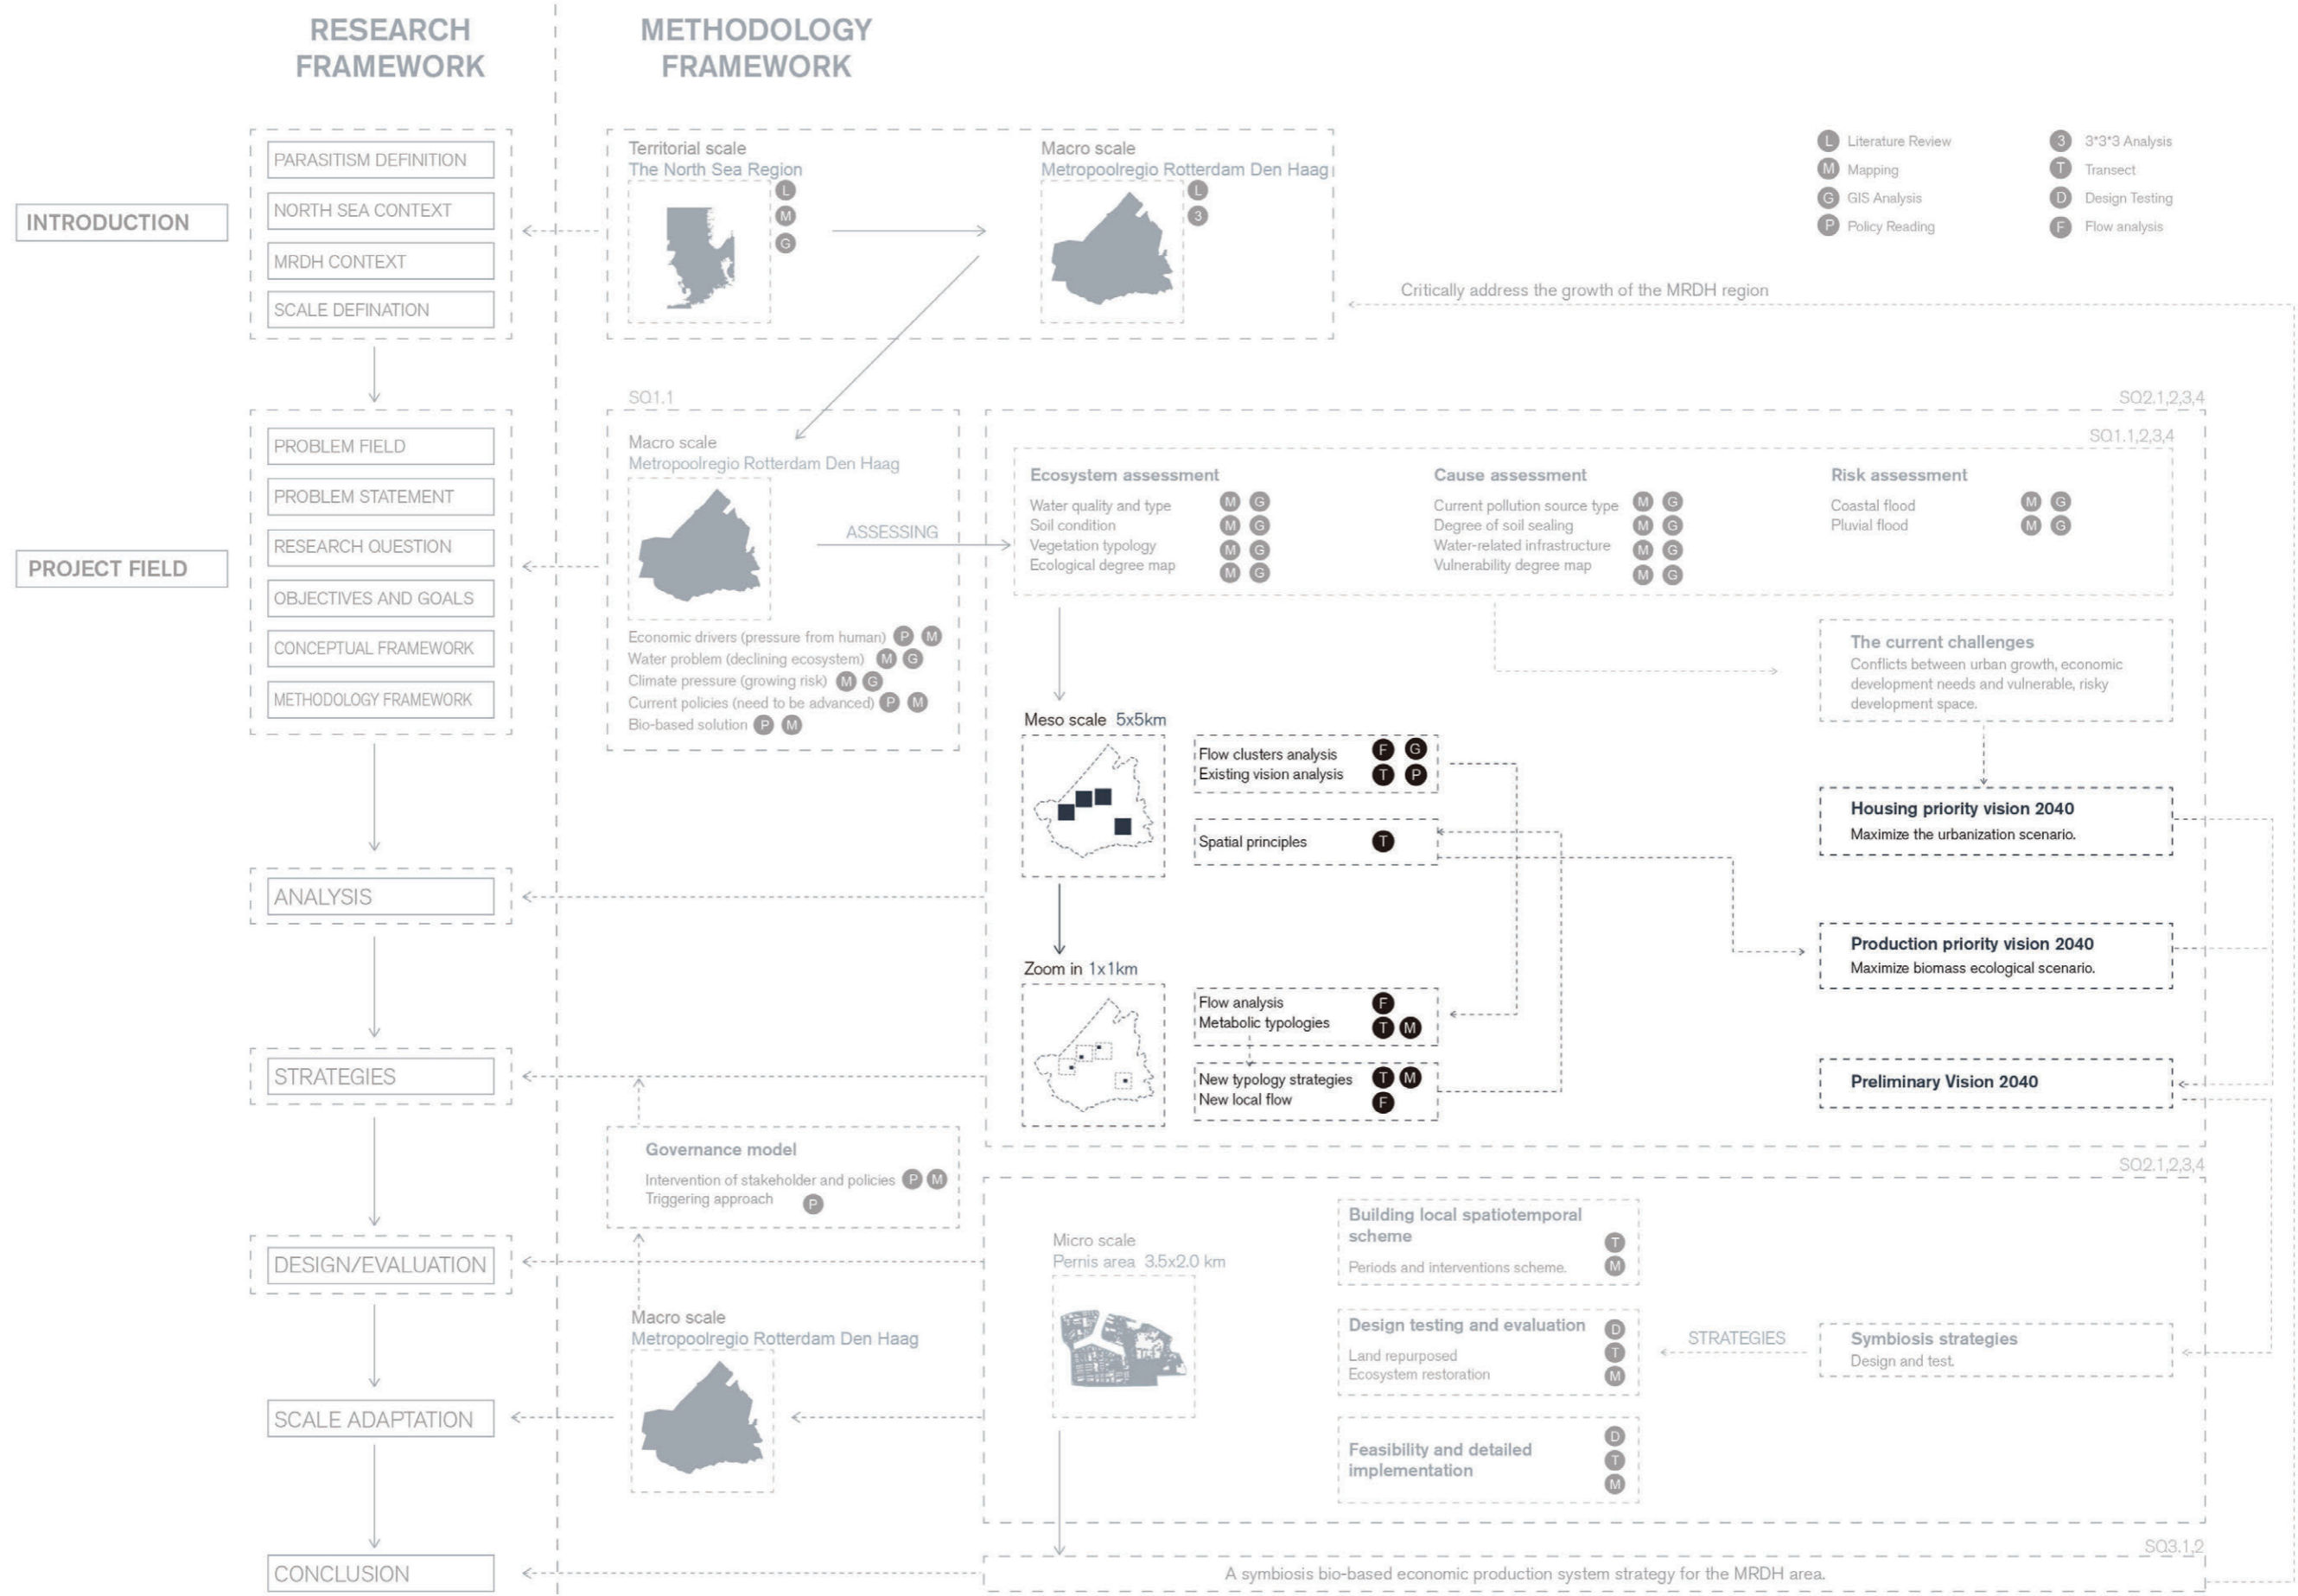 RESEARCH
FRAMEWORK
METHODOLOGY
FRAMEWORK
INTRODUCTION
PARASITISM DEFINITION
NORTH SEA CONTEXT
MRDH CONTEXT
SCALE DEFINATION
Territorial scale
The North Sea Region
L
M
G
Macro scale
Metropoolregio Rotterdam Den Haag
L
3
L Literature Review
M Mapping
G GIS Analysis
P Policy Reading
3 3*3*3 Analysis
T Transect
D Design Testing
F Flow analysis
Critically address the growth of the MRDH region
PROJECT FIELD
PROBLEM FIELD
PROBLEM STATEMENT
RESEARCH QUESTION
OBJECTIVES AND GOALS
CONCEPTUAL FRAMEWORK
METHODOLOGY FRAMEWORK
SQ1.1
Macro scale
Metropoolregio Rotterdam Den Haag
Economic drivers (pressure from human) P M
Water problem (declining ecosystem) M G
Climate pressure (growing risk) M G
Current policies (need to be advanced) P M
Bio-based solution P M
ASSESSING
SQ2.1,2,3,4
SQ1.1,2,3,4
Ecosystem assessment
Water quality and type M G
Soil condition M G
Vegetation typology M G
Ecological degree map M G
Cause assessment
Current pollution source type M G
Degree of soil sealing M G
Water-related infrastructure M G
Vulnerability degree map M G
Risk assessment
Coastal flood M G
Pluvial flood M G
The current challenges
Conflicts between urban growth, economic
development needs and vulnerable, risky
development space.
Meso scale 5x5km
Flow clusters analysis F G
Existing vision analysis T P
Spatial principles T
Housing priority vision 2040
Maximize the urbanization scenario.
Production priority vision 2040
Maximize biomass ecological scenario.
Zoom in 1x1km
Flow analysis F
Metabolic typologies T M
New typology strategies T M
New local flow F
Preliminary Vision 2040
ANALYSIS
STRATEGIES
Governance model
Intervention of stakeholder and policies P M
Triggering approach P
DESIGN/EVALUATION
Macro scale
Metropoolregio Rotterdam Den Haag
SCALE ADAPTATION
SQ2.1,2,3,4
Micro scale
Pernis area 3.5x2.0 km
Building local spatiotemporal
scheme T
Periods and interventions scheme. M
Design testing and evaluation D
Land repurposed T
Ecosystem restoration M
STRATEGIES
Symbiosis strategies
Design and test.
Feasibility and detailed
implementation
D
T
M
CONCLUSION
SQ3.1,2
A symbiosis bio-based economic production system strategy for the MRDH area.